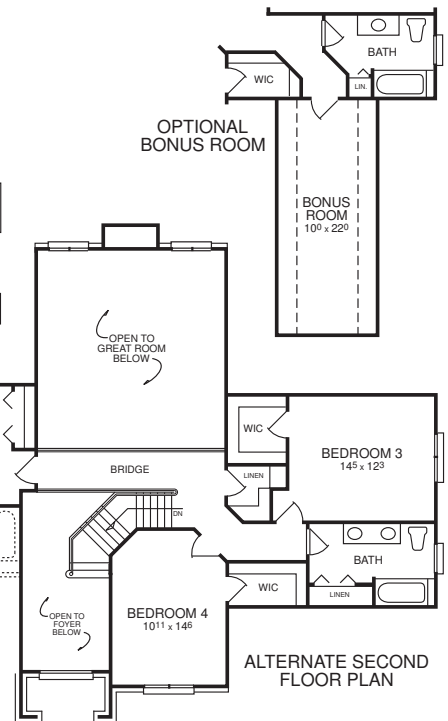 BATH
WIC
LIN.
OPTIONAL
BONUS ROOM
BONUS
ROOM
10⁰ x 22⁰
OPEN TO
GREAT ROOM
BELOW
WIC
BEDROOM 3
14⁵ x 12³
BRIDGE
LINEN
DN
BATH
WIC
LINEN
OPEN TO
FOYER
BELOW
BEDROOM 4
10¹¹ x 14⁶
ALTERNATE SECOND
FLOOR PLAN